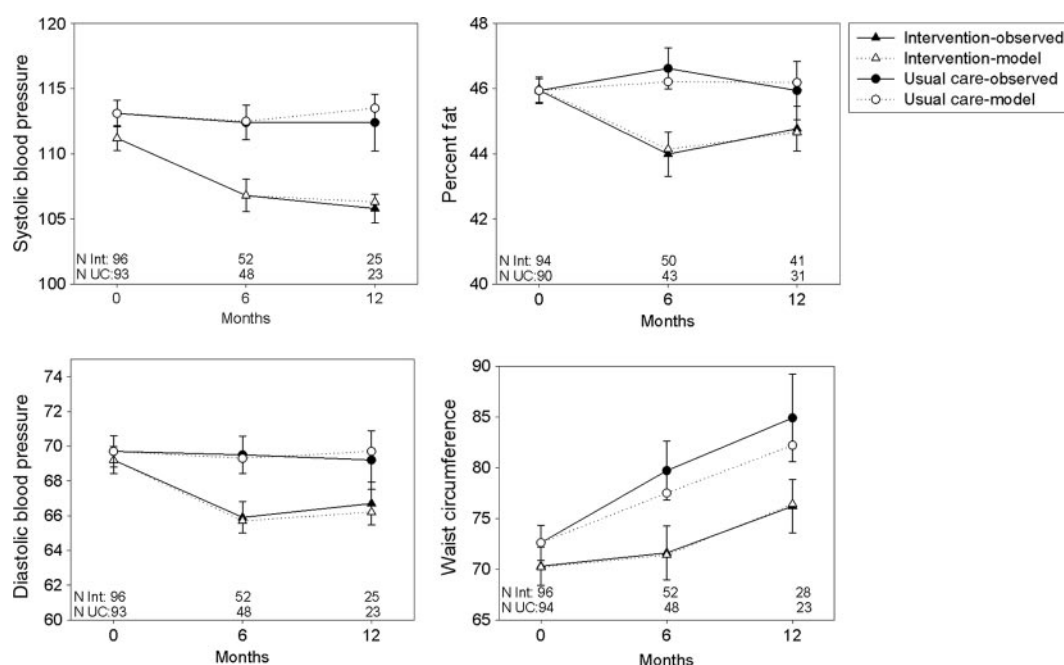 120
115
110
105
100
Systolic blood pressure
N Int: 96 52 25
N UC:93 48 23
0 6 12
Months
48
46
44
42
40
Percent fat
N Int: 94 50 41
N UC:90 43 31
0 6 12
Months
Intervention-observed
Intervention-model
Usual care-observed
Usual care-model
74
72
70
68
66
64
62
60
Diastolic blood pressure
N Int: 96 52 25
N UC:93 48 23
0 6 12
Months
90
85
80
75
70
65
Waist circumference
N Int: 96 52 28
N UC:94 48 23
0 6 12
Months